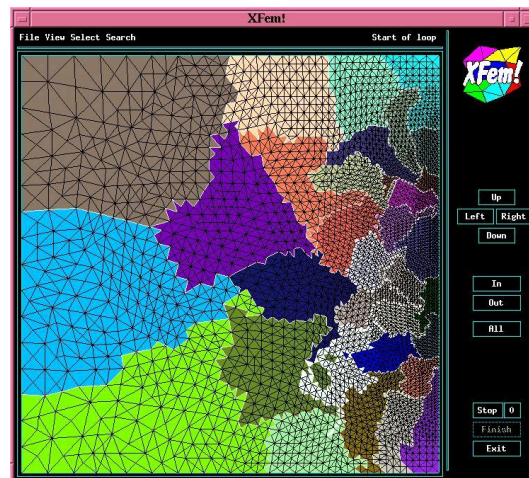 XFem!
File View Select Search
Start of loop
XFem!
Up
Left Right
Down
In
Out
All
Stop 0
Finish
Exit